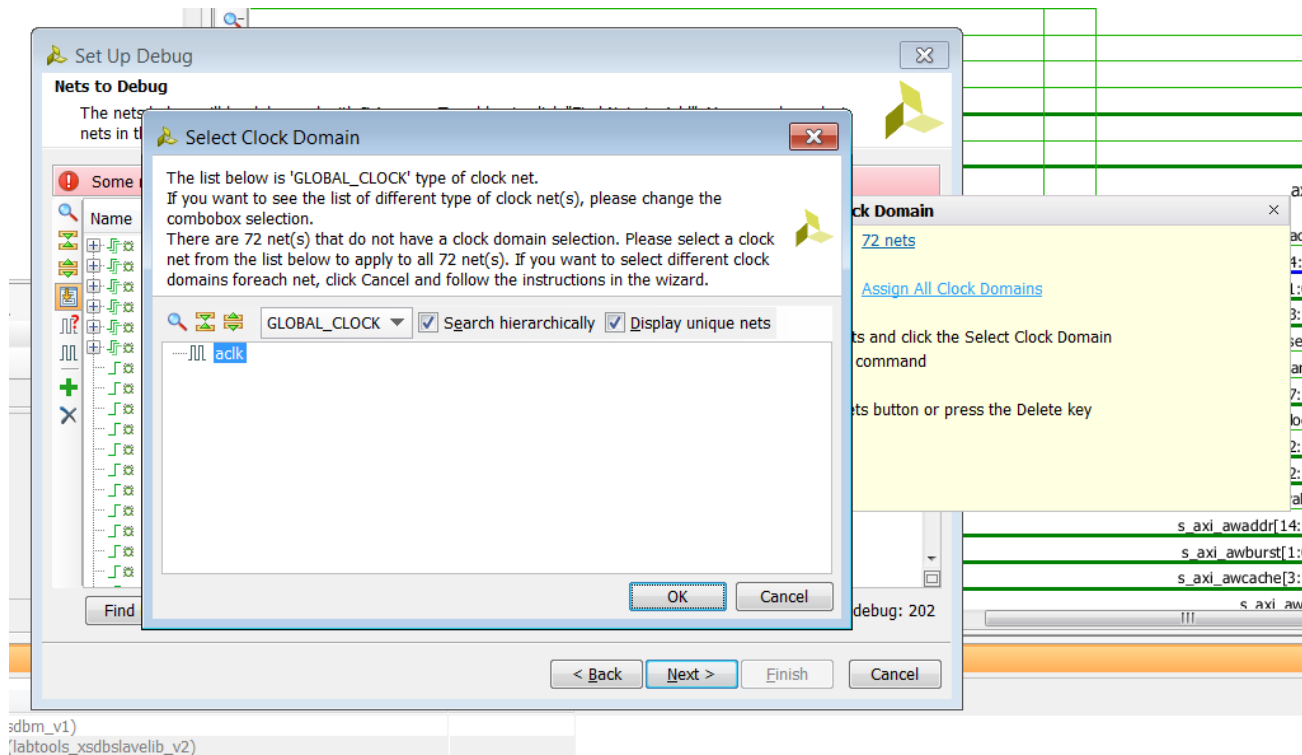 Set Up Debug
Nets to Debug
The nets
nets in th
Select Clock Domain
The list below is 'GLOBAL_CLOCK' type of clock net.
If you want to see the list of different type of clock net(s), please change the
combobox selection.
There are 72 net(s) that do not have a clock domain selection. Please select a clock
net from the list below to apply to all 72 net(s). If you want to select different clock
domains foreach net, click Cancel and follow the instructions in the wizard.
GLOBAL_CLOCK
Search hierarchically
Display unique nets
aclk
OK
Cancel
Some
Name
ck Domain
72 nets
Assign All Clock Domains
ts and click the Select Clock Domain
command
ets button or press the Delete key
Find
debug: 202
< Back
Next >
Finish
Cancel
s_axi_awaddr[14:
s_axi_awburst[1:
s_axi_awcache[3:
s_axi_aw
sdbm_v1)
(labtools_xsdbslavelib_v2)